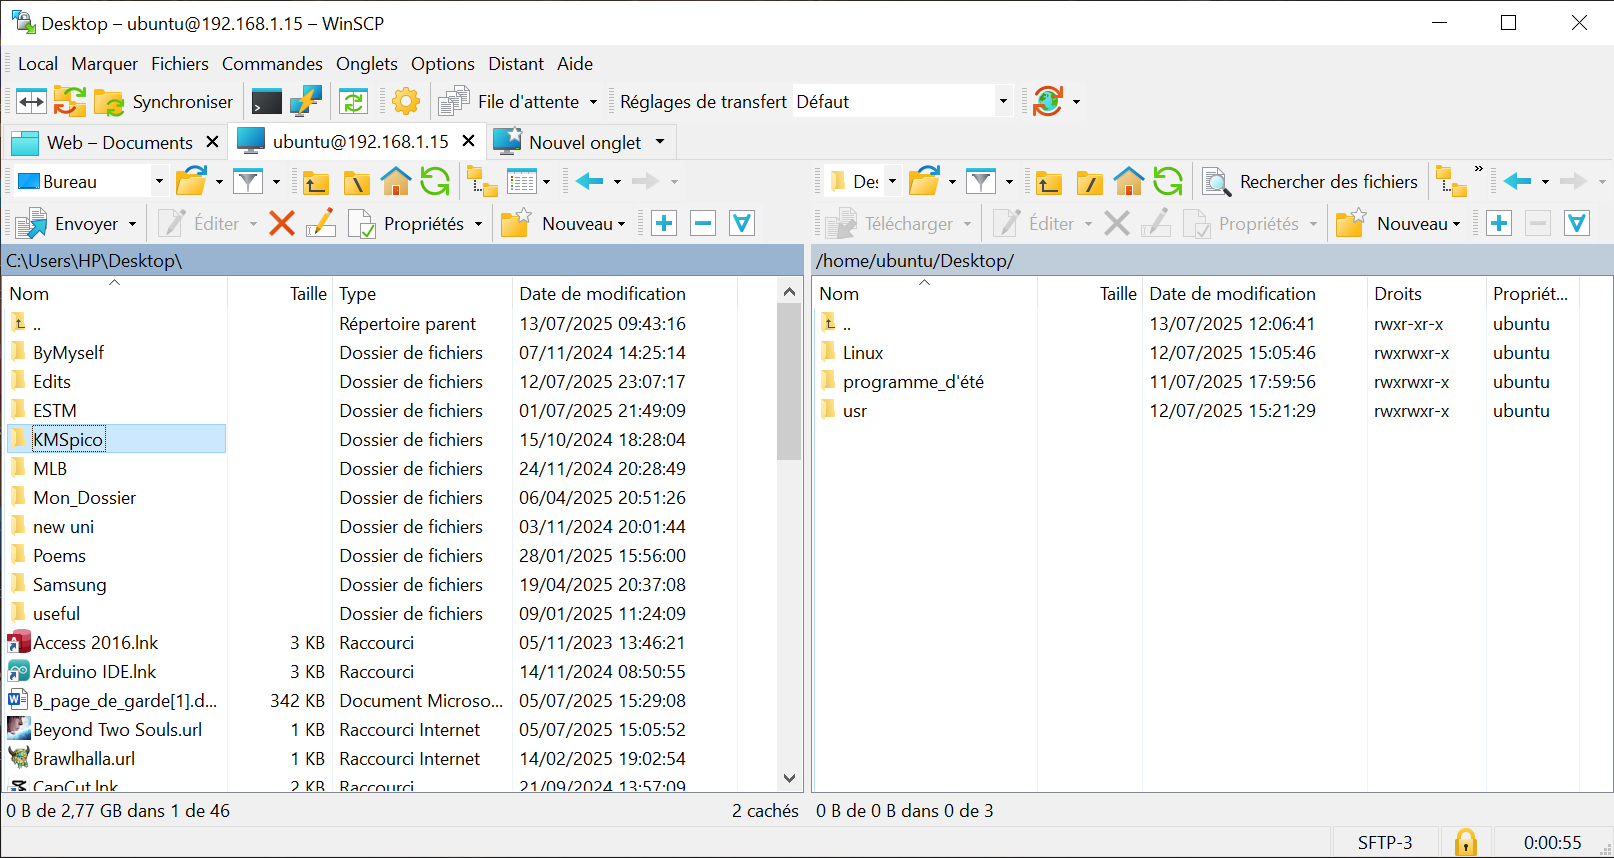 Desktop – ubuntu@192.168.1.15 – WinSCP
Local Marquer Fichiers Commandes Onglets Options Distant Aide
Synchroniser File d'attente Réglages de transfert Défaut
Web – Documents ubuntu@192.168.1.15 Nouvel onglet
Bureau Des Rechercher des fichiers
Envoyer Éditer Propriétés Nouveau Télécharger Éditer Propriétés Nouveau
C:\Users\HP\Desktop\ /home/ubuntu/Desktop/
Nom Taille Type Date de modification Nom Taille Date de modification Droits Propriét...
.. Répertoire parent 13/07/2025 09:43:16 .. 13/07/2025 12:06:41 rwxr-xr-x ubuntu
ByMyself Dossier de fichiers 07/11/2024 14:25:14 Linux 12/07/2025 15:05:46 rwxrwxr-x ubuntu
Edits Dossier de fichiers 12/07/2025 23:07:17 programme_d'été 11/07/2025 17:59:56 rwxrwxr-x ubuntu
ESTM Dossier de fichiers 01/07/2025 21:49:09 usr 12/07/2025 15:21:29 rwxrwxr-x ubuntu
KMSpico Dossier de fichiers 15/10/2024 18:28:04
MLB Dossier de fichiers 24/11/2024 20:28:49
Mon_Dossier Dossier de fichiers 06/04/2025 20:51:26
new uni Dossier de fichiers 03/11/2024 20:01:44
Poems Dossier de fichiers 28/01/2025 15:56:00
Samsung Dossier de fichiers 19/04/2025 20:37:08
useful Dossier de fichiers 09/01/2025 11:24:09
Access 2016.lnk 3 KB Raccourci 05/11/2023 13:46:21
Arduino IDE.lnk 3 KB Raccourci 14/11/2024 08:50:55
B_page_de_garde[1].d... 342 KB Document Microso... 05/07/2025 15:29:08
Beyond Two Souls.url 1 KB Raccourci Internet 05/07/2025 15:05:52
Brawlhalla.url 1 KB Raccourci Internet 14/02/2025 19:02:54
CapCut.lnk 2 KB Raccourci 21/09/2024 13:57:09
0 B de 2,77 GB dans 1 de 46 2 cachés 0 B de 0 B dans 0 de 3
SFTP-3 0:00:55